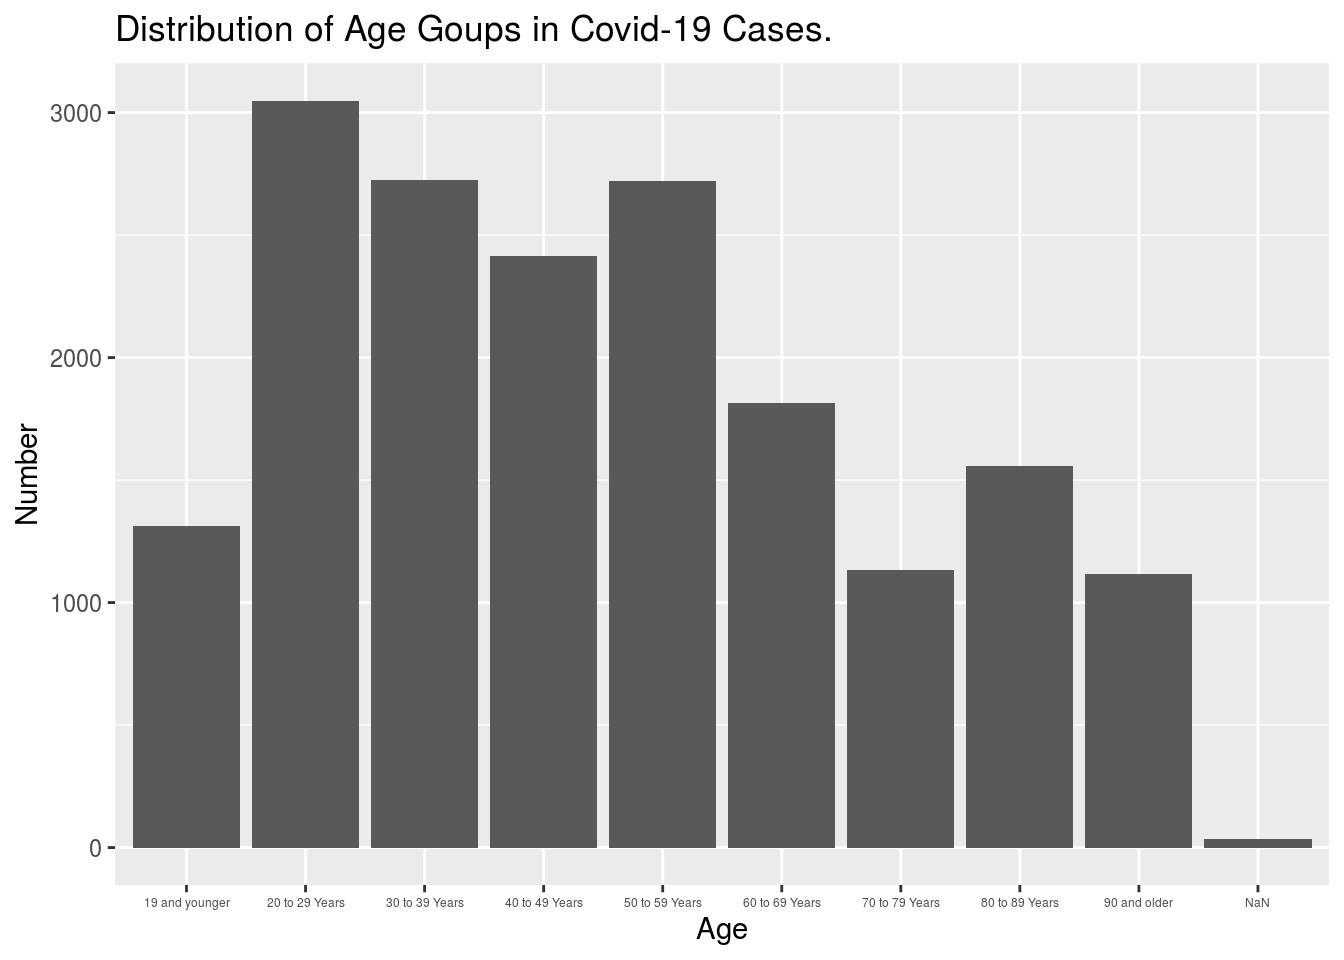 Distribution of Age Goups in Covid-19 Cases.
3000
2000
1000
0
Number
19 and younger
20 to 29 Years
30 to 39 Years
40 to 49 Years
50 to 59 Years
60 to 69 Years
70 to 79 Years
80 to 89 Years
90 and older
NaN
Age